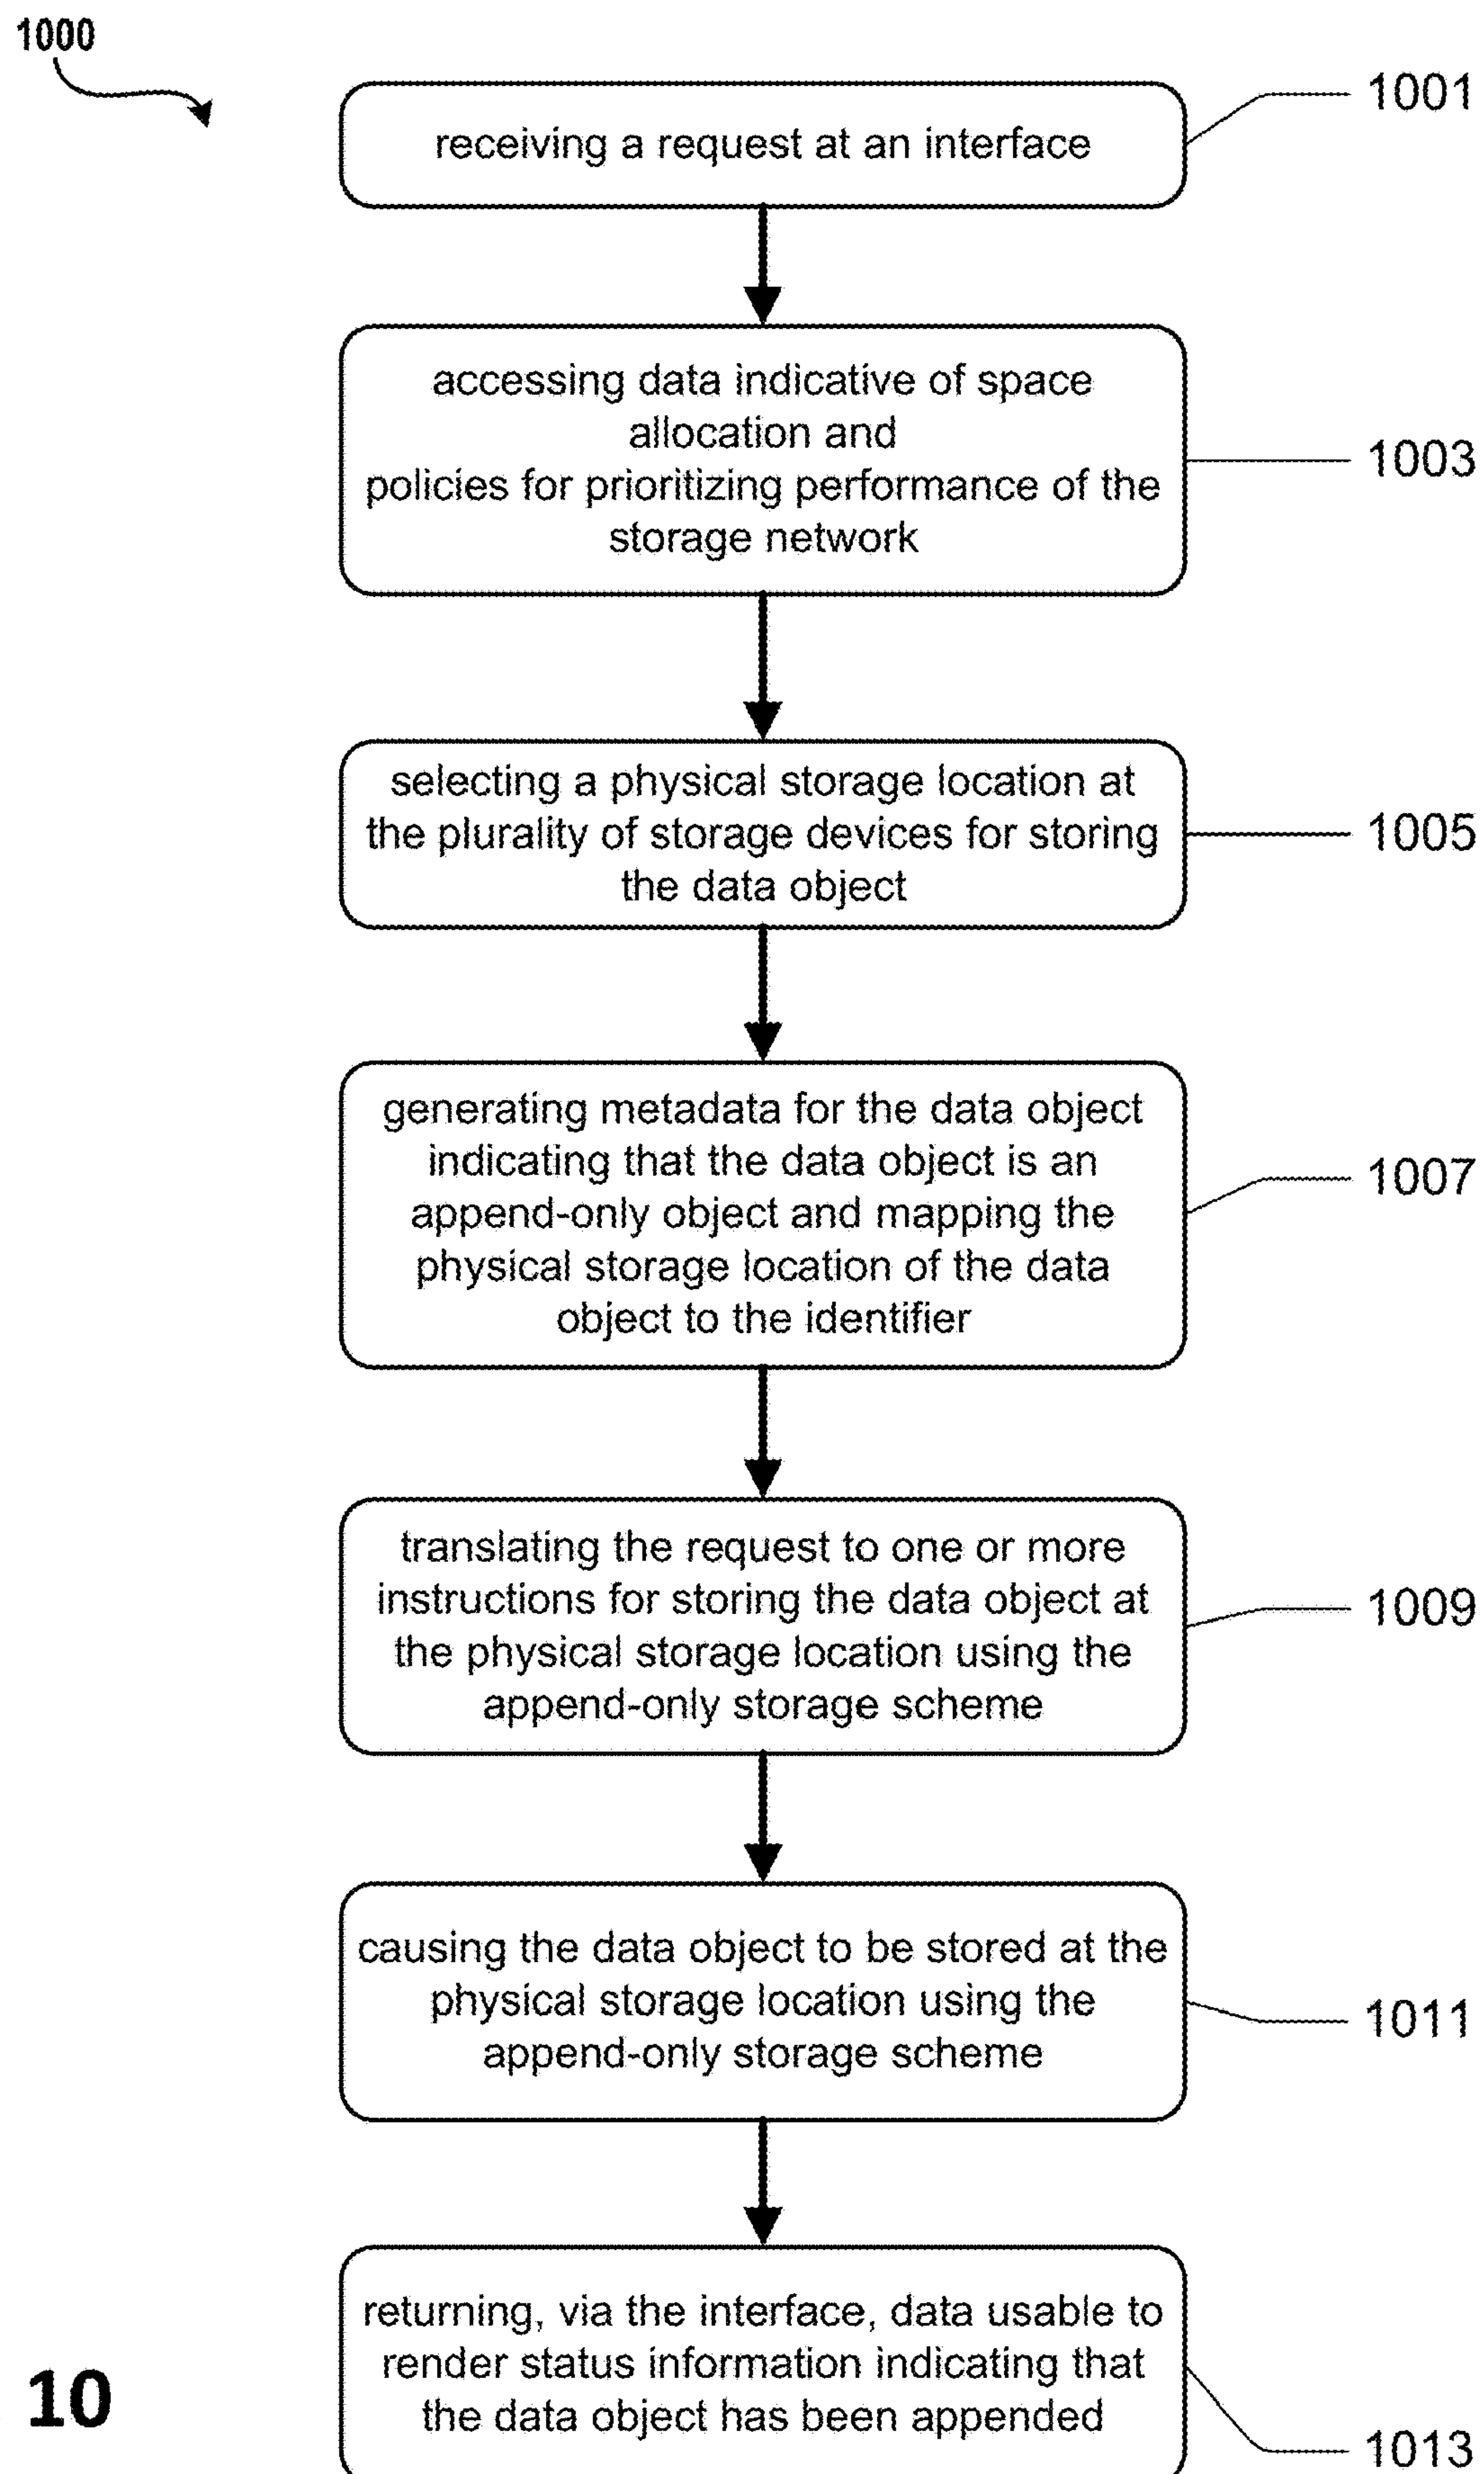 1000
receiving a request at an interface
1001
accessing data indicative of space
allocation and
policies for prioritizing performance of the
storage network
1003
selecting a physical storage location at
the plurality of storage devices for storing
the data object
1005
generating metadata for the data object
indicating that the data object is an
append-only object and mapping the
physical storage location of the data
object to the identifier
1007
translating the request to one or more
instructions for storing the data object at
the physical storage location using the
append-only storage scheme
1009
causing the data object to be stored at the
physical storage location using the
append-only storage scheme
1011
returning, via the interface, data usable to
render status information indicating that
the data object has been appended
1013
10